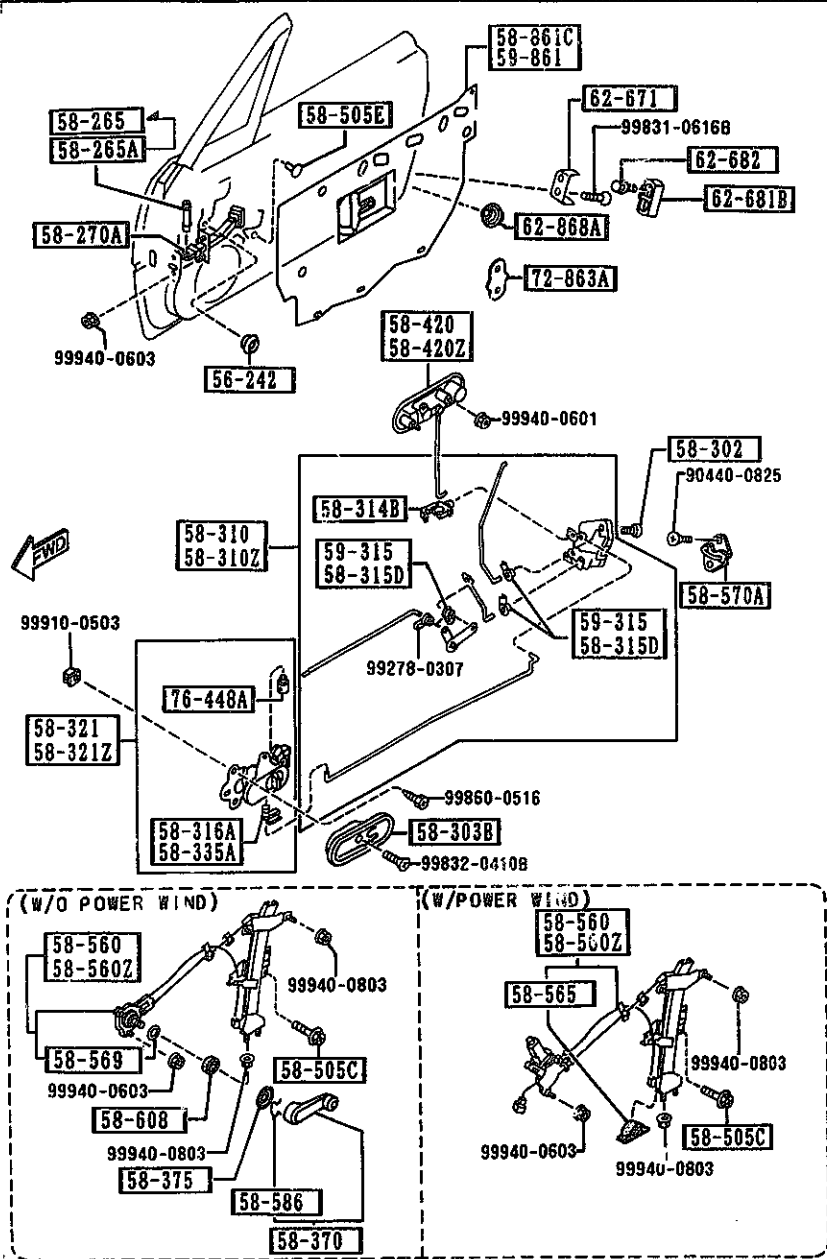 58-861C
59-861
62-671
58-265
58-505E
99831-0616B
58-265A
62-682
62-681B
58-270A
62-868A
72-863A
58-420
58-420Z
99940-0603
56-242
99940-0601
58-302
90440-0825
58-314B
58-310
58-310Z
59-315
58-315D
FWD
58-570A
99910-0503
59-315
58-315D
99278-0307
76-448A
58-321
58-321Z
99860-0516
58-316A
58-335A
58-303B
99832-0410B
(W/O POWER WIND)
(W/POWER WIND)
58-560
58-560Z
58-560
58-560Z
99940-0803
58-565
58-569
58-505C
99940-0803
99940-0603
58-608
58-505C
99940-0803
99940-0603
99940-0803
58-375
58-586
58-370